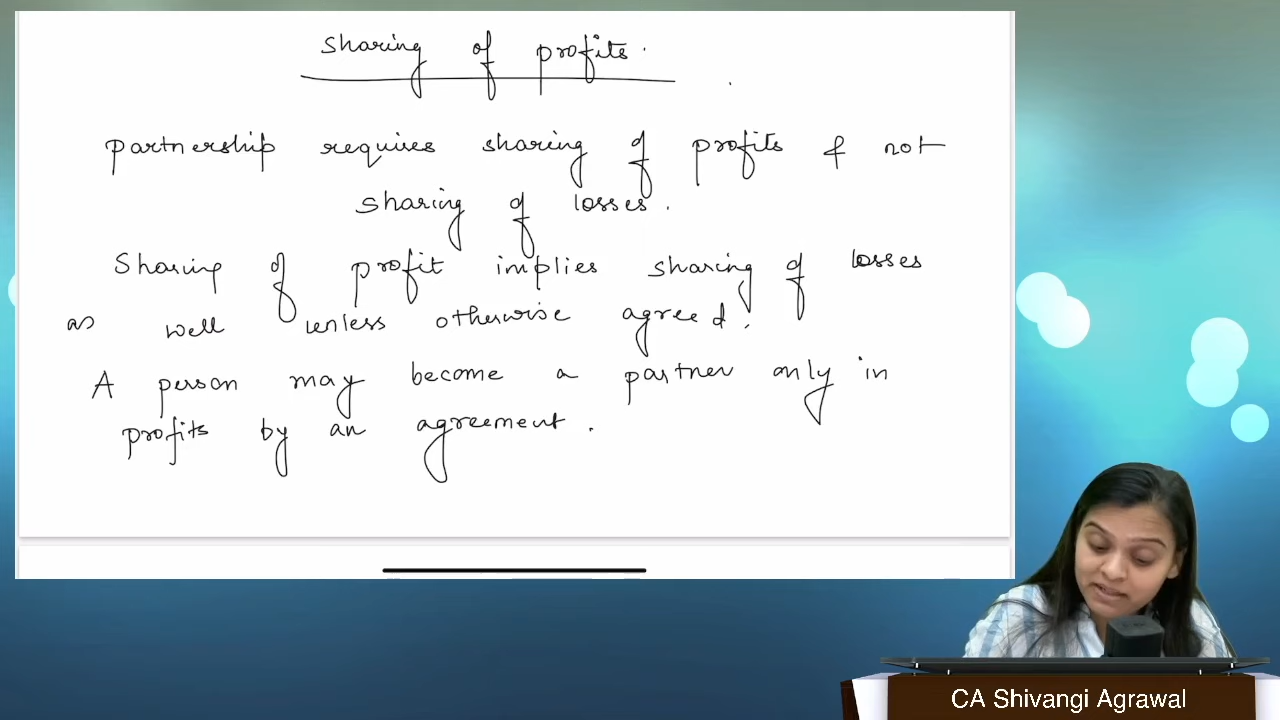 Sharing of profits.
partnership requires sharing of profits & not
sharing of losses.
Sharing of profit implies sharing of losses
as well unless otherwise agreed.
A person may become a partner only in
profits by an agreement.
CA Shivangi Agrawal